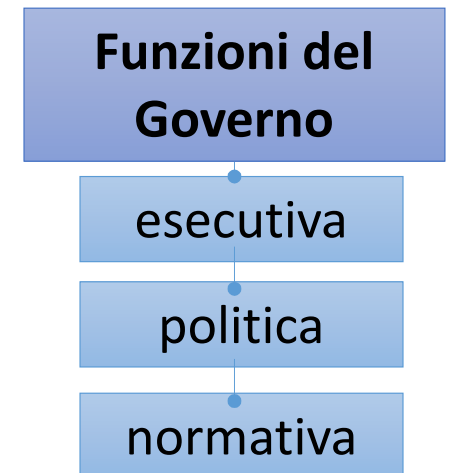 Funzioni del
Governo
esecutiva
politica
normativa